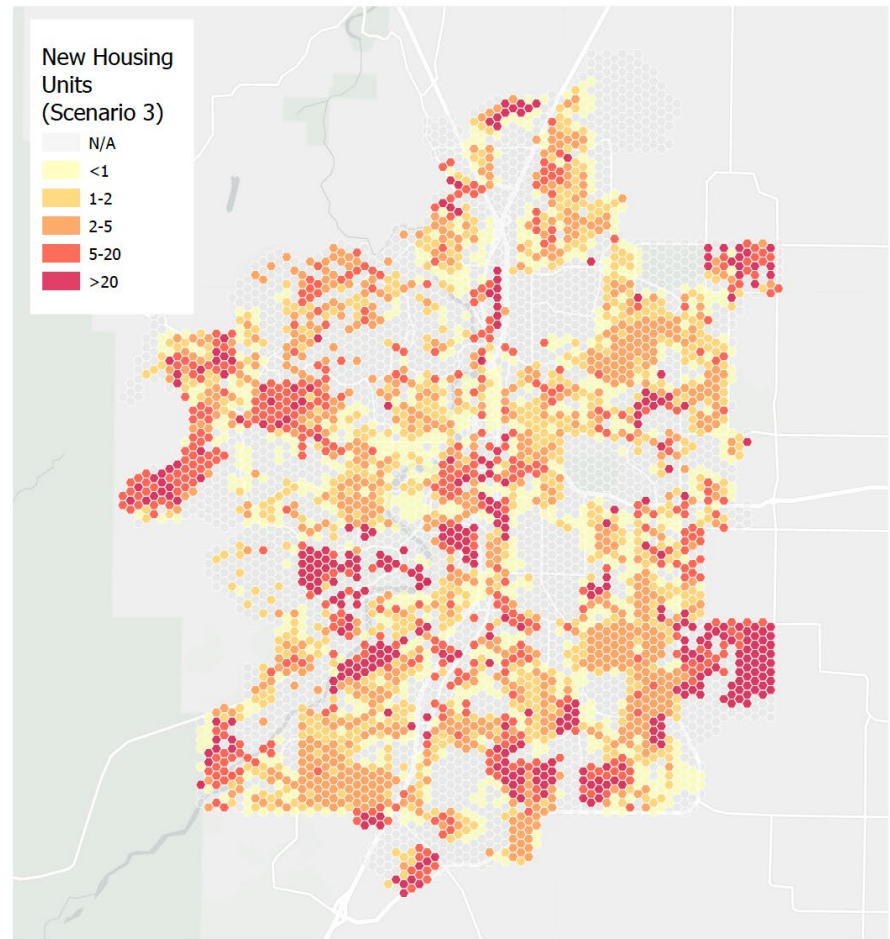 New Housing
Units
(Scenario 3)
N/A
<1
1-2
2-5
5-20
>20